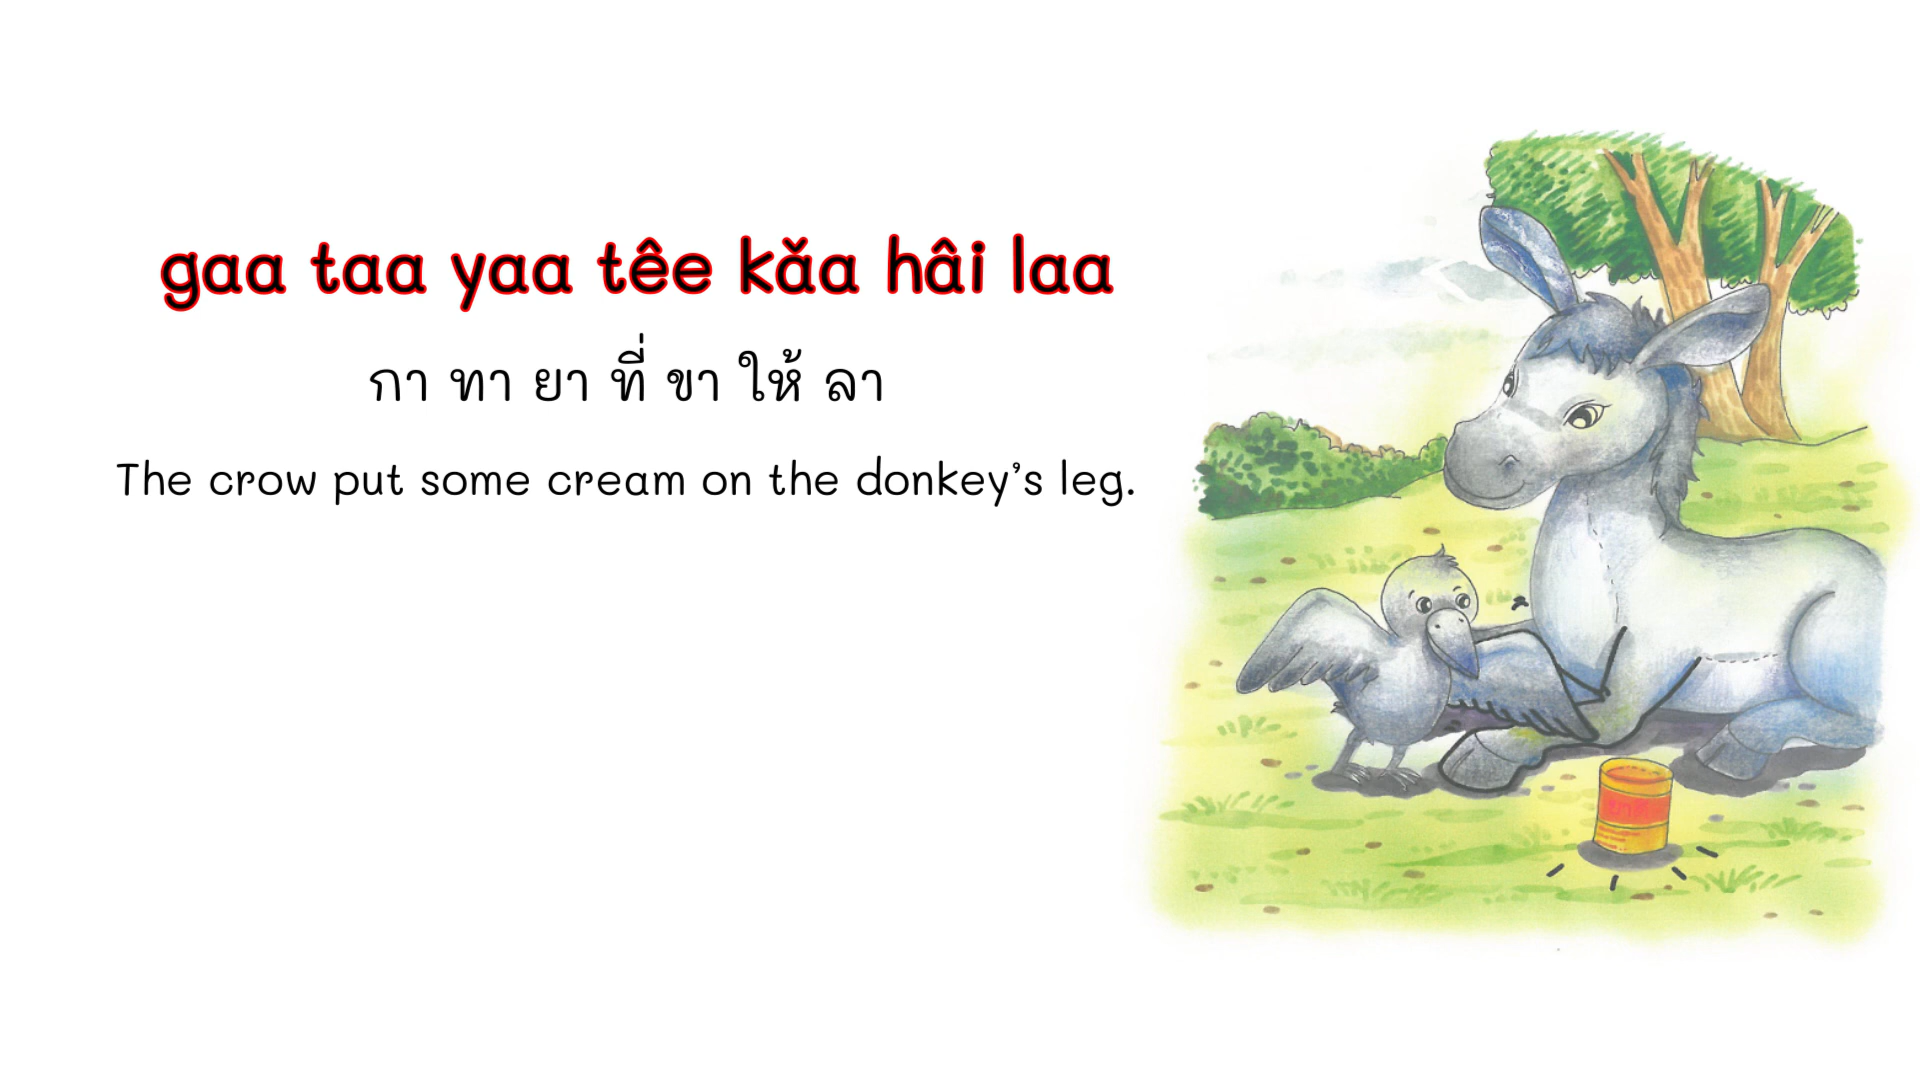 gaa taa yaa têe kǎa hâi laa
กา ทา ยา ที่ ขา ให้ ลา
The crow put some cream on the donkey’s leg.